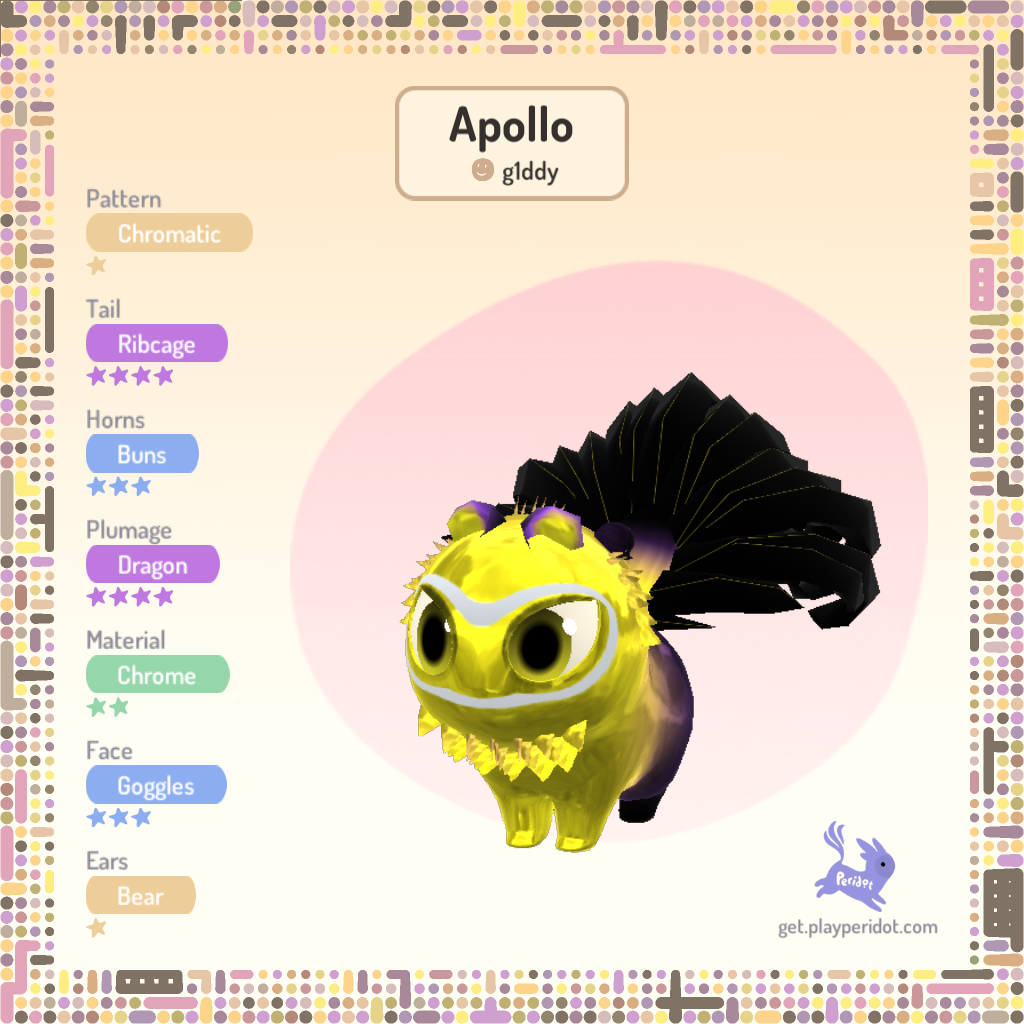 Apollo
g1ddy
Pattern
Chromatic
Tail
Ribcage
Horns
Buns
Plumage
Dragon
Material
Chrome
Face
Goggles
Ears
Bear
Peridot
get.playperidot.com